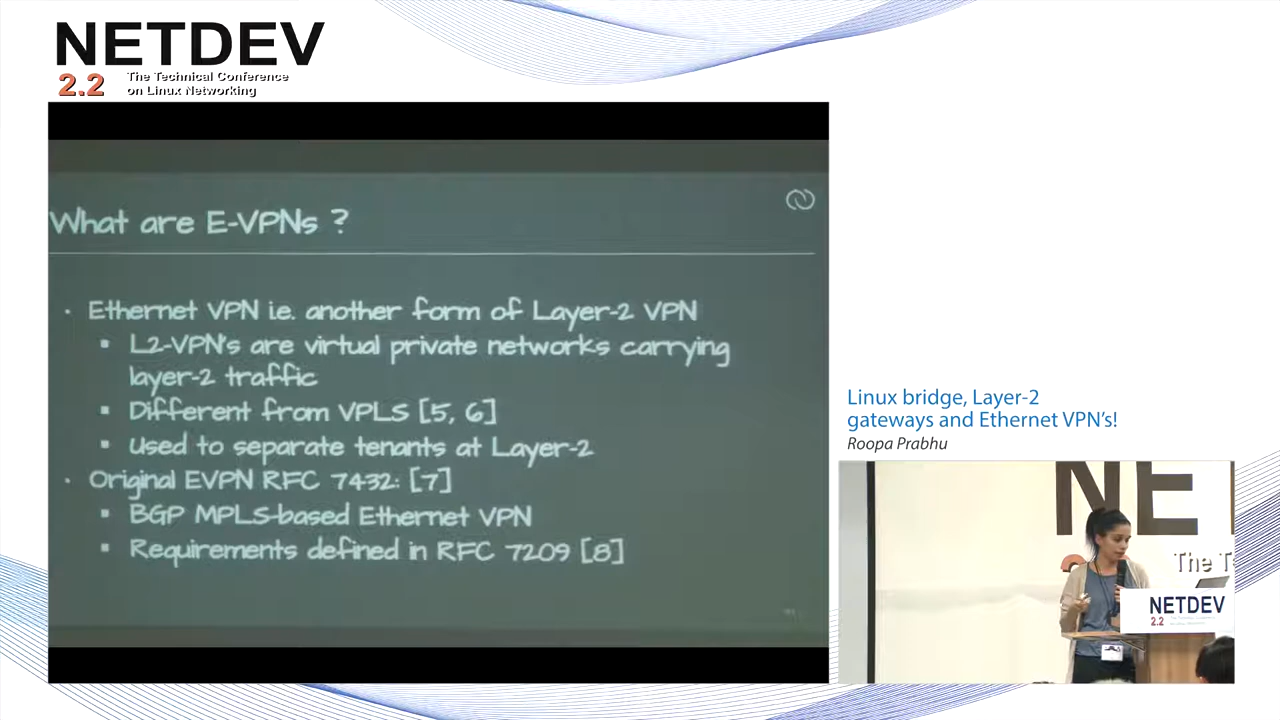 NETDEV
2.2 The Technical Conference
on Linux Networking
What are E-VPNs ?
• Ethernet VPN i.e. another form of Layer-2 VPN
▪ L2-VPN's are virtual private networks carrying
layer-2 traffic
▪ Different from VPLS [5, 6]
▪ Used to separate tenants at Layer-2
• Original EVPN RFC 7432: [7]
▪ BGP MPLS-based Ethernet VPN
▪ Requirements defined in RFC 7209 [8]
Linux bridge, Layer-2
gateways and Ethernet VPN's!
Roopa Prabhu
NE
The T
NETDEV
2.2